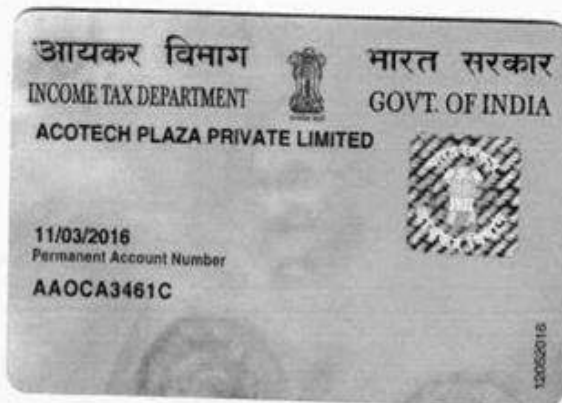 आयकर विभाग
भारत सरकार
INCOME TAX DEPARTMENT
GOVT. OF INDIA
ACOTECH PLAZA PRIVATE LIMITED
11/03/2016
Permanent Account Number
AAOCA3461C
12052016